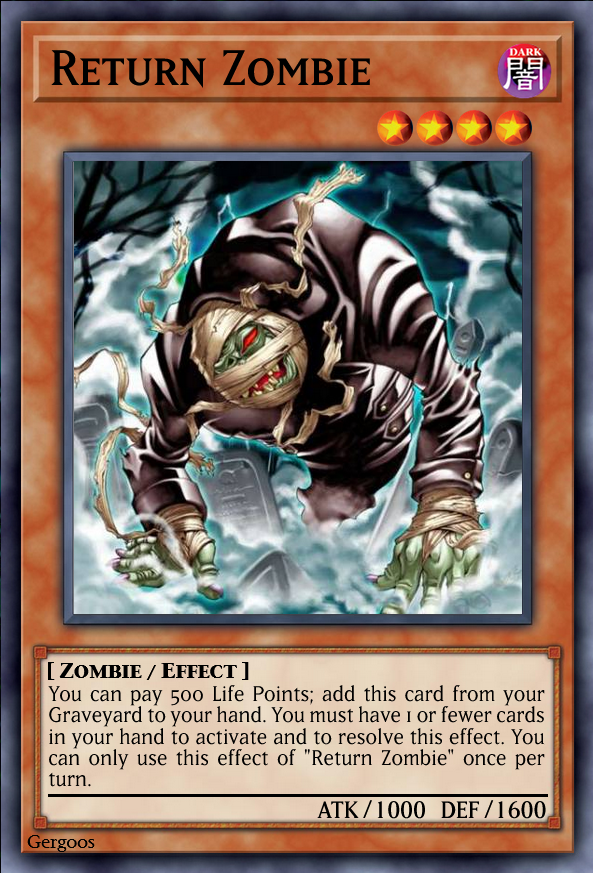 Return Zombie
DARK
闇
[ Zombie / Effect ]
You can pay 500 Life Points; add this card from your
Graveyard to your hand. You must have 1 or fewer cards
in your hand to activate and to resolve this effect. You
can only use this effect of "Return Zombie" once per
turn.
ATK/1000 DEF/1600
Gergoos